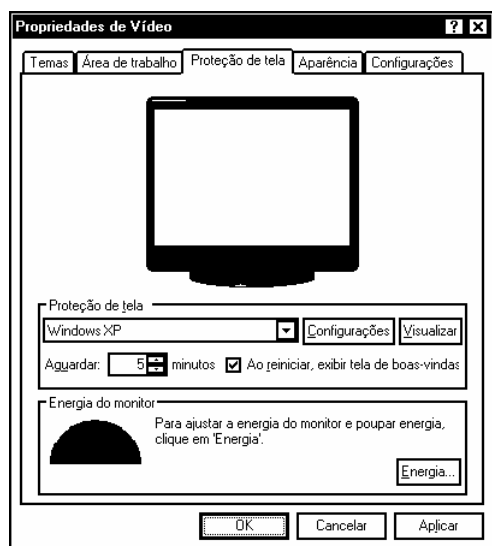 Propriedades de Vídeo ? X
Temas Área de trabalho Proteção de tela Aparência Configurações
Proteção de tela
Windows XP Configurações Visualizar
Aguardar: 5 minutos Ao reiniciar, exibir tela de boas-vindas
Energia do monitor
Para ajustar a energia do monitor e poupar energia,
clique em 'Energia'.
Energia...
OK Cancelar Aplicar